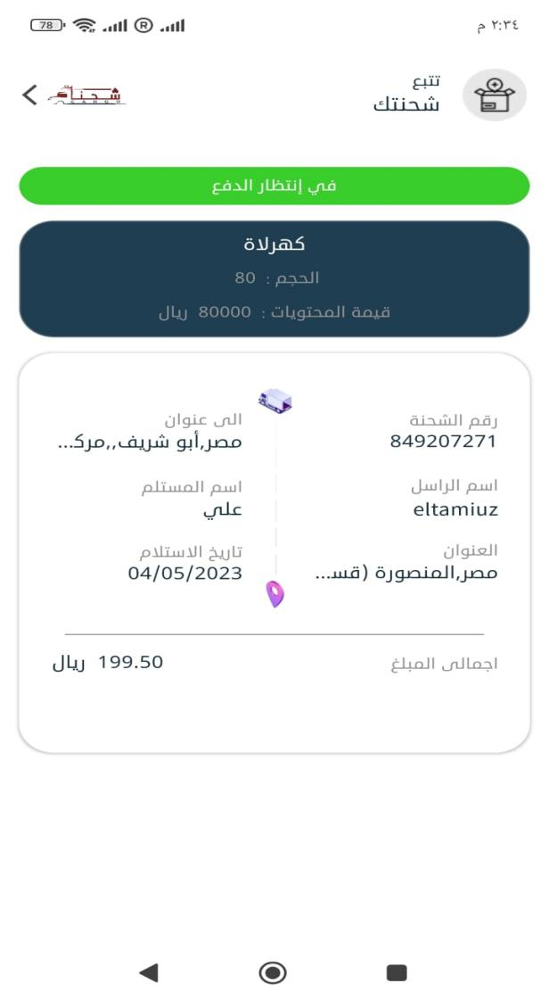 ٢:٣٤ م
78
R
تتبع
شحنتك
شحنتك
CARGO
في إنتظار الدفع
كهرلاة
الحجم : 80
قيمة المحتويات : 80000 ريال
رقم الشحنة
849207271
الى عنوان
مصر,أبو شريف,,مركـ...
اسم الراسل
eltamiuz
اسم المستلم
علي
العنوان
مصر,المنصورة (قسـ...
تاريخ الاستلام
04/05/2023
اجمالى المبلغ
199.50 ريال